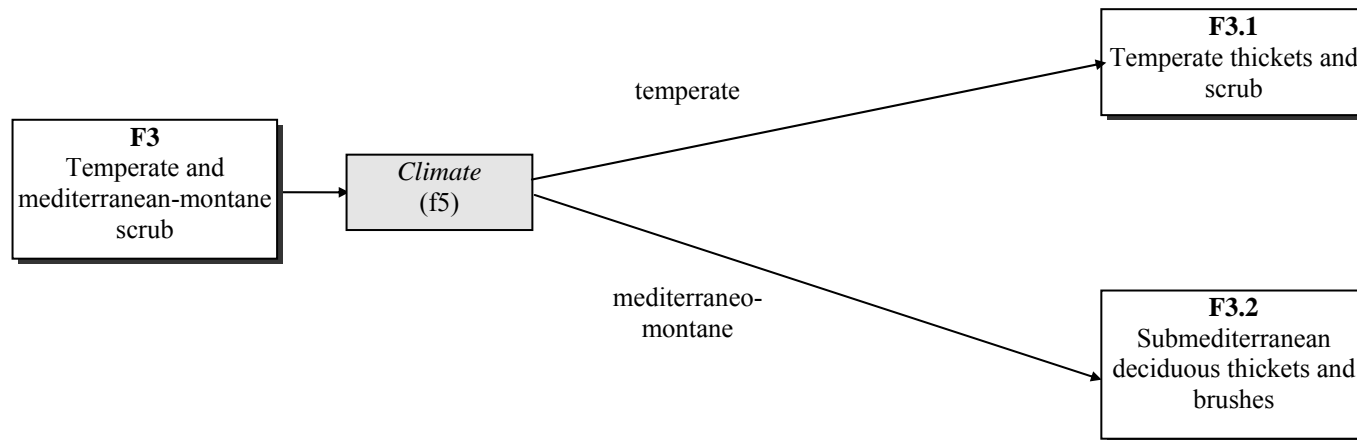 F3
Temperate and
mediterranean-montane
scrub
Climate
(f5)
temperate
mediterraneo-
montane
F3.1
Temperate thickets and
scrub
F3.2
Submediterranean
deciduous thickets and
brushes